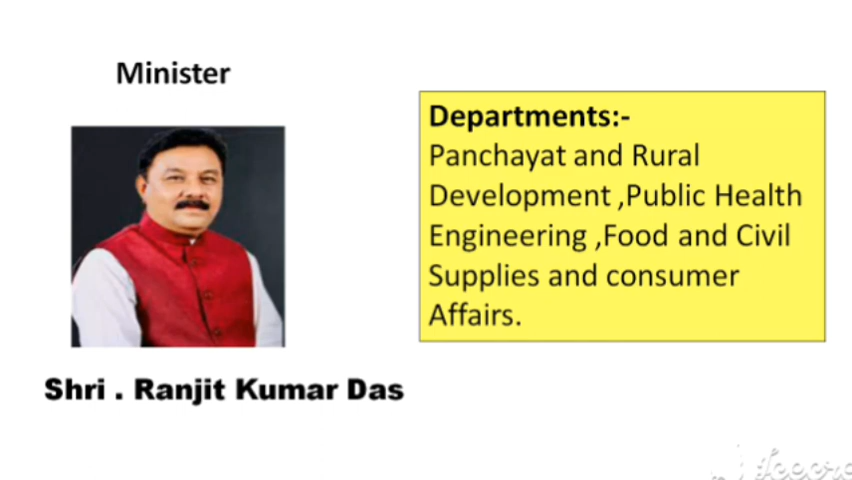 Minister
Departments:-
Panchayat and Rural
Development ,Public Health
Engineering ,Food and Civil
Supplies and consumer
Affairs.
Shri . Ranjit Kumar Das